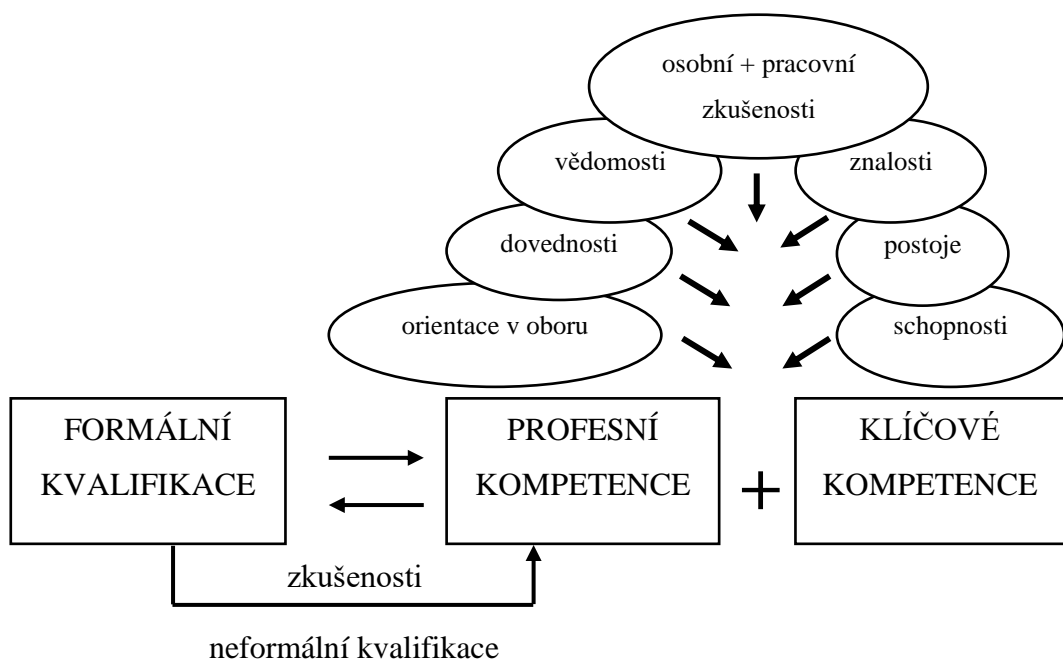 osobní + pracovní
zkušenosti
vědomosti
znalosti
dovednosti
postoje
orientace v oboru
schopnosti
FORMÁLNÍ
KVALIFIKACE
PROFESNÍ
KOMPETENCE
+
KLÍČOVÉ
KOMPETENCE
zkušenosti
neformální kvalifikace